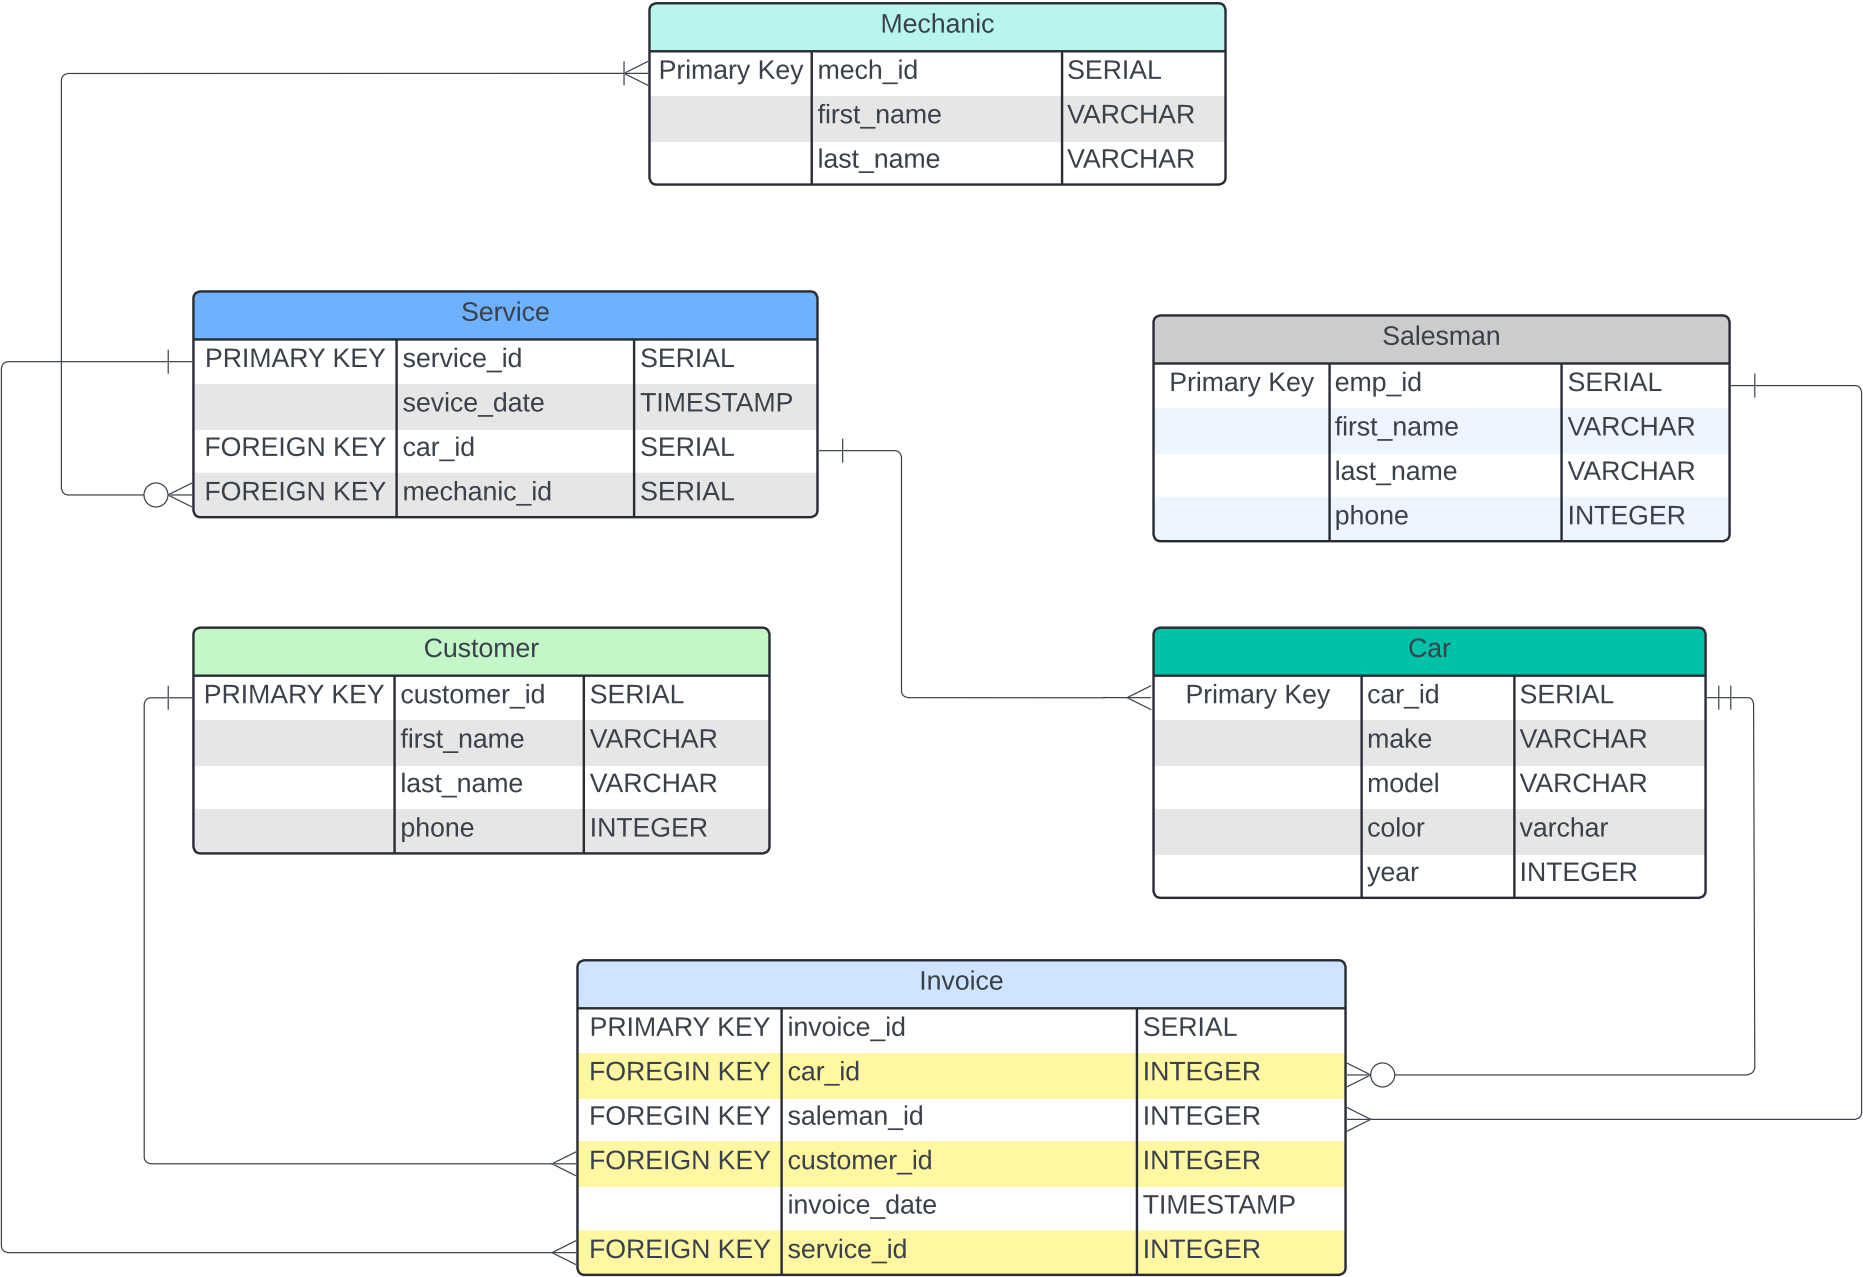 Mechanic
Primary Key mech_id SERIAL
first_name VARCHAR
last_name VARCHAR
Service
PRIMARY KEY service_id SERIAL
sevice_date TIMESTAMP
FOREIGN KEY car_id SERIAL
FOREIGN KEY mechanic_id SERIAL
Salesman
Primary Key emp_id SERIAL
first_name VARCHAR
last_name VARCHAR
phone INTEGER
Customer
PRIMARY KEY customer_id SERIAL
first_name VARCHAR
last_name VARCHAR
phone INTEGER
Car
Primary Key car_id SERIAL
make VARCHAR
model VARCHAR
color varchar
year INTEGER
Invoice
PRIMARY KEY invoice_id SERIAL
FOREGIN KEY car_id INTEGER
FOREGIN KEY saleman_id INTEGER
FOREIGN KEY customer_id INTEGER
invoice_date TIMESTAMP
FOREIGN KEY service_id INTEGER